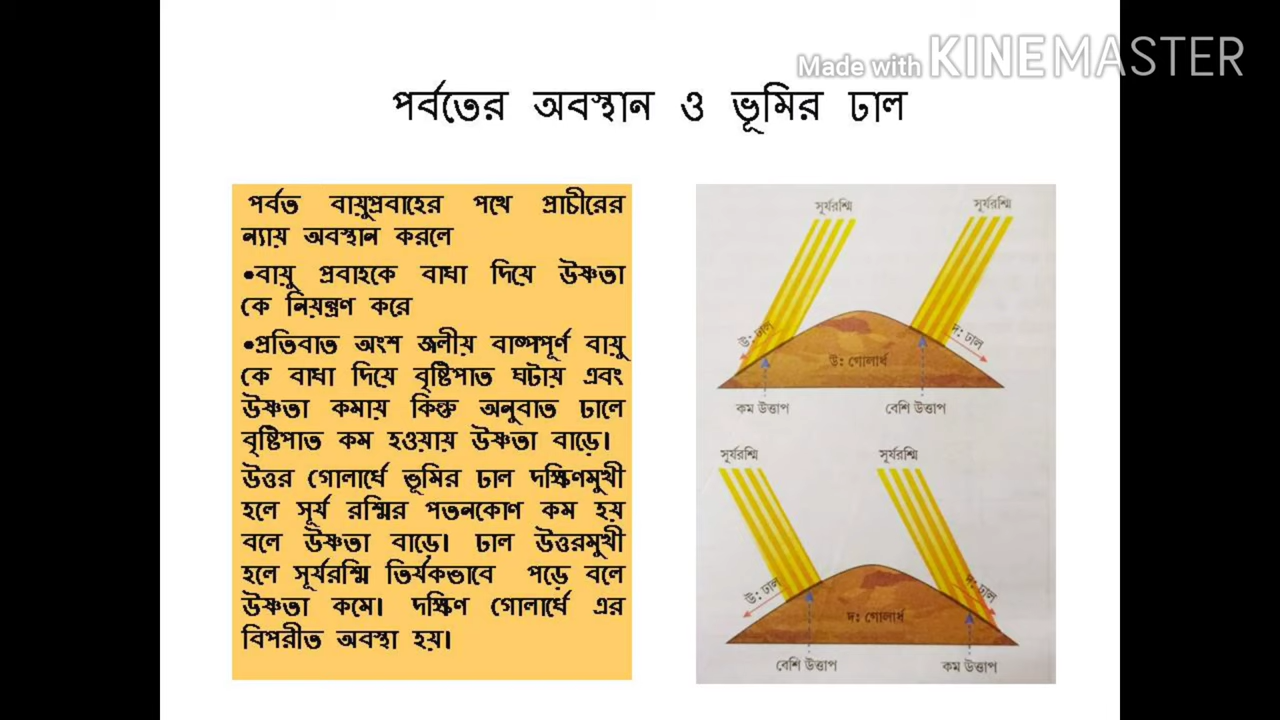 Made with KINEMASTER
পর্বতের অবস্থান ও ভূমির ঢাল
পর্বত বায়ুপ্রবাহের পথে প্রাচীরের
ন্যায় অবস্থান করলে
•বায়ু প্রবাহকে বাধা দিয়ে উষ্ণতা
কে নিয়ন্ত্রণ করে
•প্রতিবাত অংশ জলীয় বাষ্পপূর্ণ বায়ু
কে বাধা দিয়ে বৃষ্টিপাত ঘটায় এবং
উষ্ণতা কমায় কিন্তু অনুবাত ঢালে
বৃষ্টিপাত কম হওয়ায় উষ্ণতা বাড়ে।
উত্তর গোলার্ধে ভূমির ঢাল দক্ষিণমুখী
হলে সূর্য রশ্মির পতনকোণ কম হয়
বলে উষ্ণতা বাড়ে। ঢাল উত্তরমুখী
হলে সূর্যরশ্মি তির্যকভাবে পড়ে বলে
উষ্ণতা কমে। দক্ষিণ গোলার্ধে এর
বিপরীত অবস্থা হয়।
সূর্যরশ্মি
সূর্যরশ্মি
উ: ঢাল
দ: ঢাল
উঃ গোলার্ধ
কম উত্তাপ
বেশি উত্তাপ
সূর্যরশ্মি
সূর্যরশ্মি
উ: ঢাল
দ: ঢাল
দঃ গোলার্ধ
বেশি উত্তাপ
কম উত্তাপ